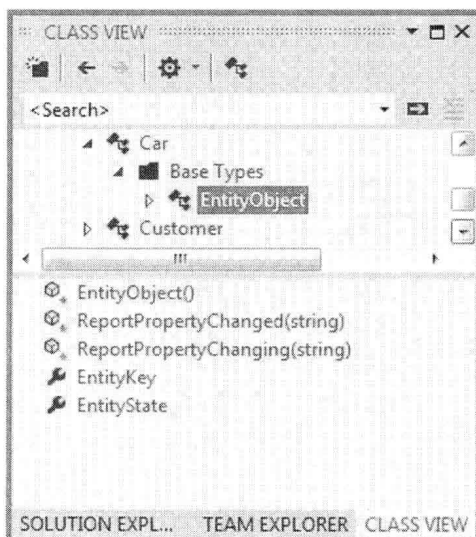 CLASS VIEW
<Search>
Car
Base Types
EntityObject
Customer
EntityObject()
ReportPropertyChanged(string)
ReportPropertyChanging(string)
EntityKey
EntityState
SOLUTION EXPL... TEAM EXPLORER CLASS VIEW